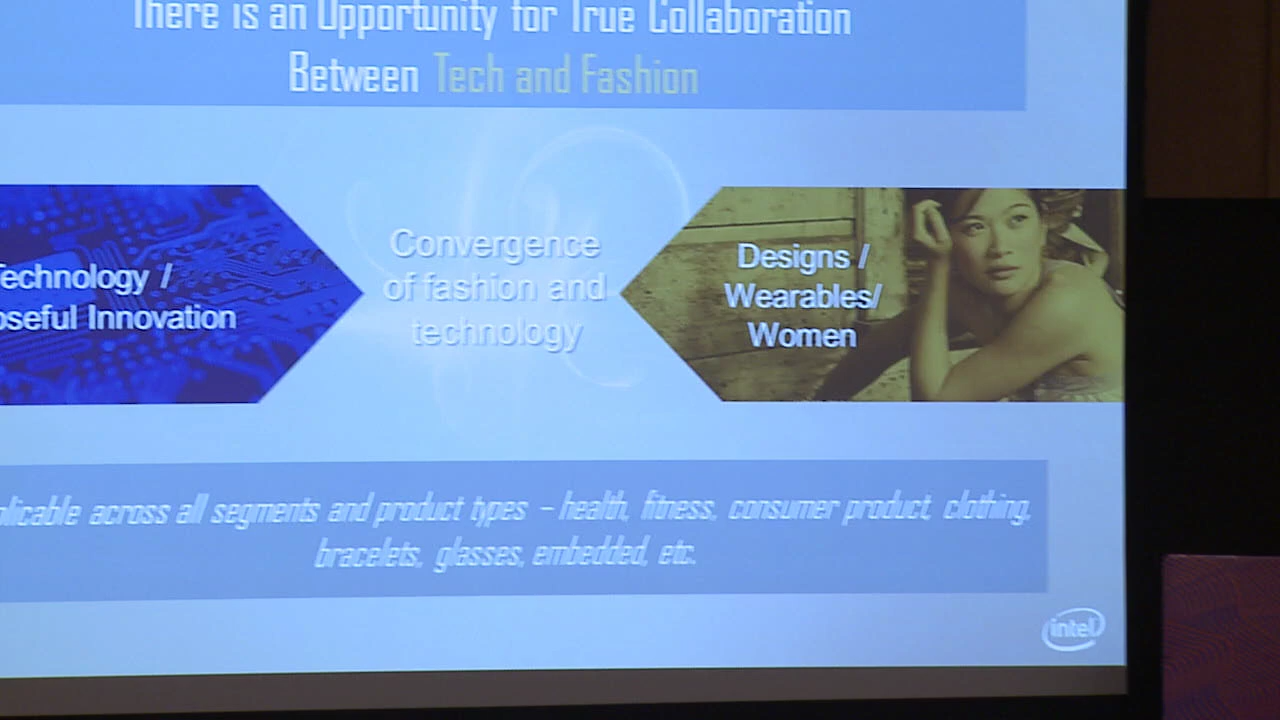 There is an Opportunity for True Collaboration
Between Tech and Fashion
Technology /
oseful Innovation
Convergence
of fashion and
technology
Designs /
Wearables/
Women
plicable across all segments and product types – health, fitness, consumer product, clothing,
bracelets, glasses, embedded, etc.
intel